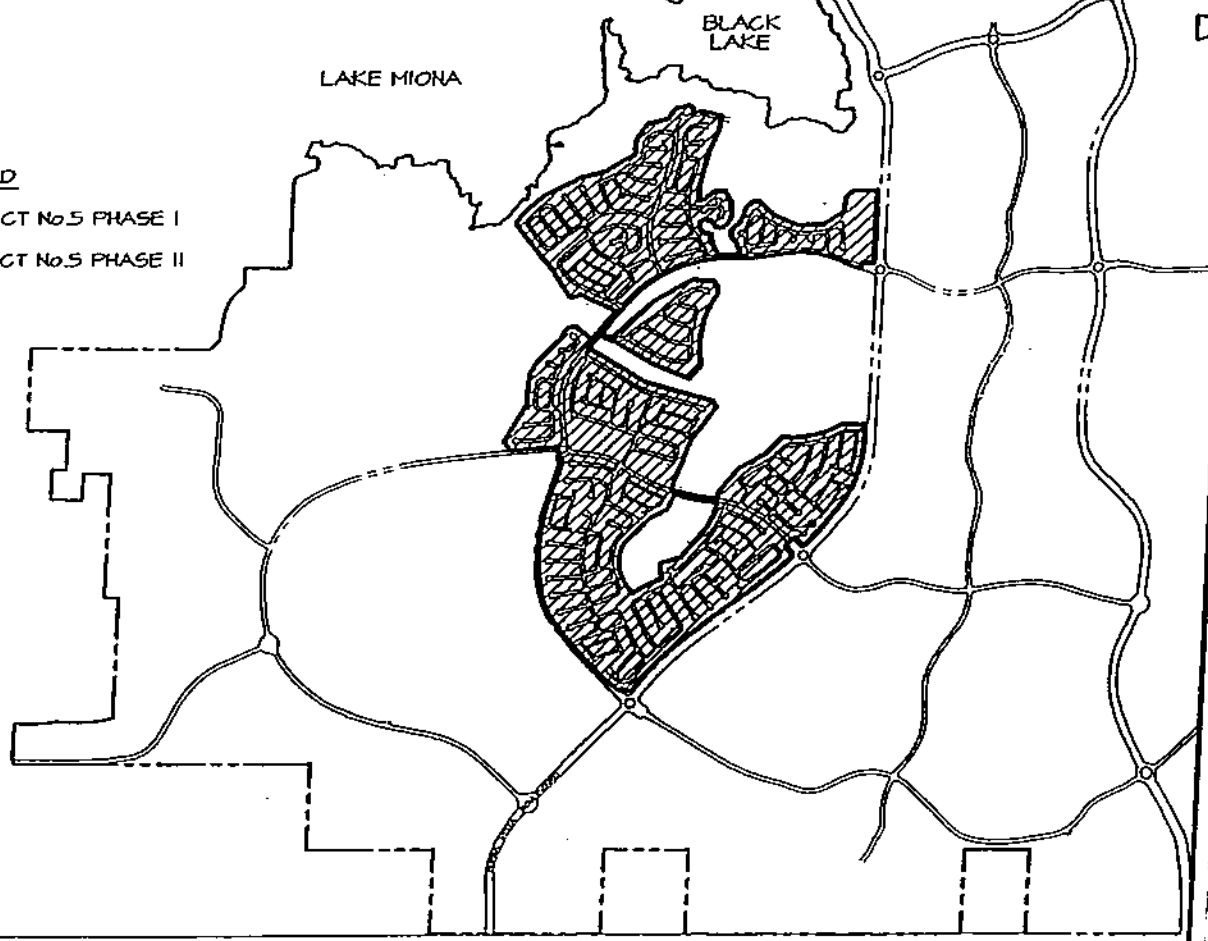 BLACK
LAKE
LAKE MIONA
D
CT No.5 PHASE I
CT No.5 PHASE II
D